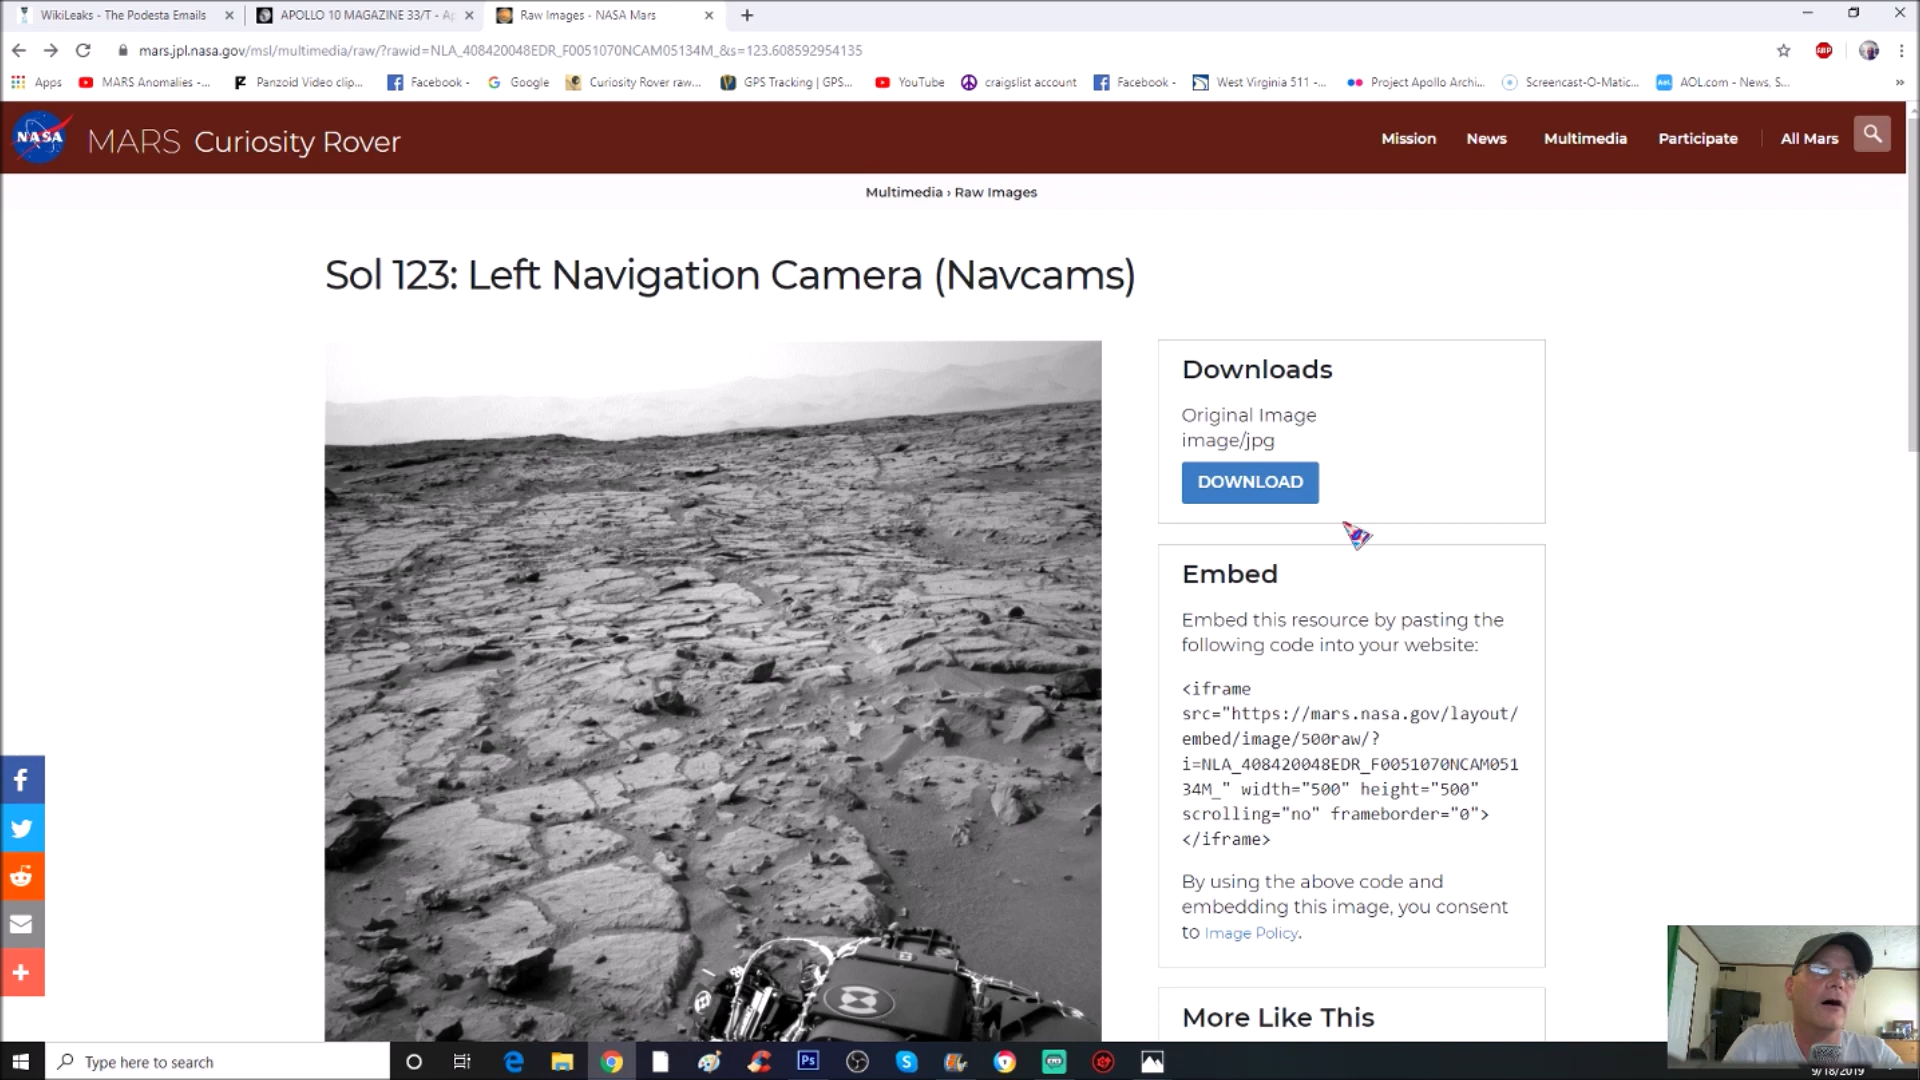 WikiLeaks - The Podesta Emails
APOLLO 10 MAGAZINE 33/T - Ap
Raw Images - NASA Mars
mars.jpl.nasa.gov/msl/multimedia/raw/?rawid=NLA_408420048EDR_F0051070NCAM05134M_&s=123.608592954135
ABP
Apps
MARS Anomalies -...
Panzoid Video clip...
Facebook -
Google
Curiosity Rover raw...
GPS Tracking | GPS...
YouTube
craigslist account
Facebook -
West Virginia 511 -...
Project Apollo Archi...
Screencast-O-Matic...
AOL.com - News, S...
NASA
MARS Curiosity Rover
Mission
News
Multimedia
Participate
All Mars
Multimedia › Raw Images
Sol 123: Left Navigation Camera (Navcams)
Downloads
Original Image
image/jpg
DOWNLOAD
Embed
Embed this resource by pasting the
following code into your website:
<iframe
src="https://mars.nasa.gov/layout/
embed/image/500raw/?
i=NLA_408420048EDR_F0051070NCAM051
34M_" width="500" height="500"
scrolling="no" frameborder="0">
</iframe>
By using the above code and
embedding this image, you consent
to Image Policy.
More Like This
Type here to search
Ps
9/18/2019